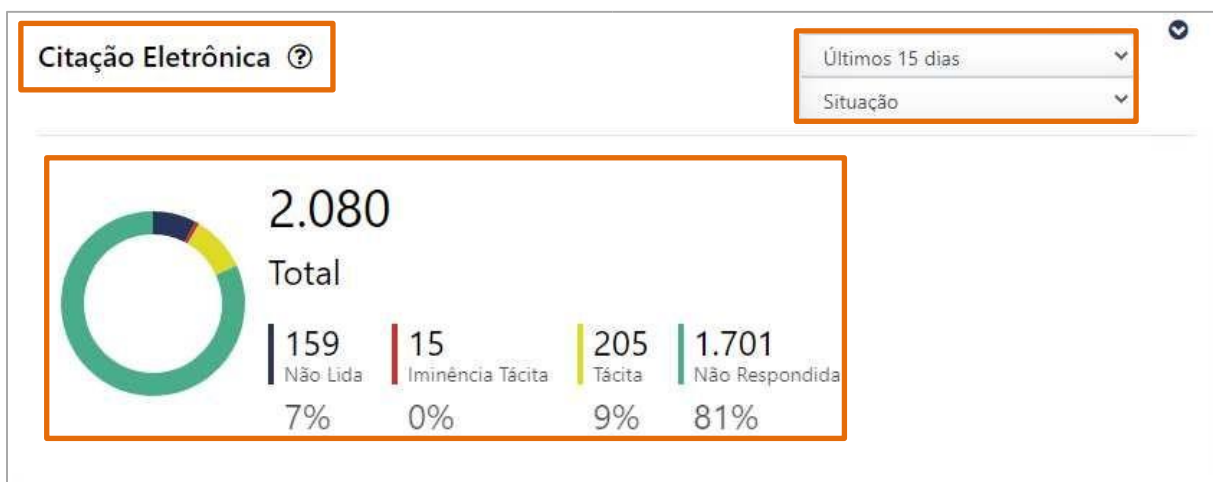 Citação Eletrônica ?
Últimos 15 dias
Situação
2.080
Total
159 15 205 1.701
Não Lida Iminência Tácita Tácita Não Respondida
7% 0% 9% 81%